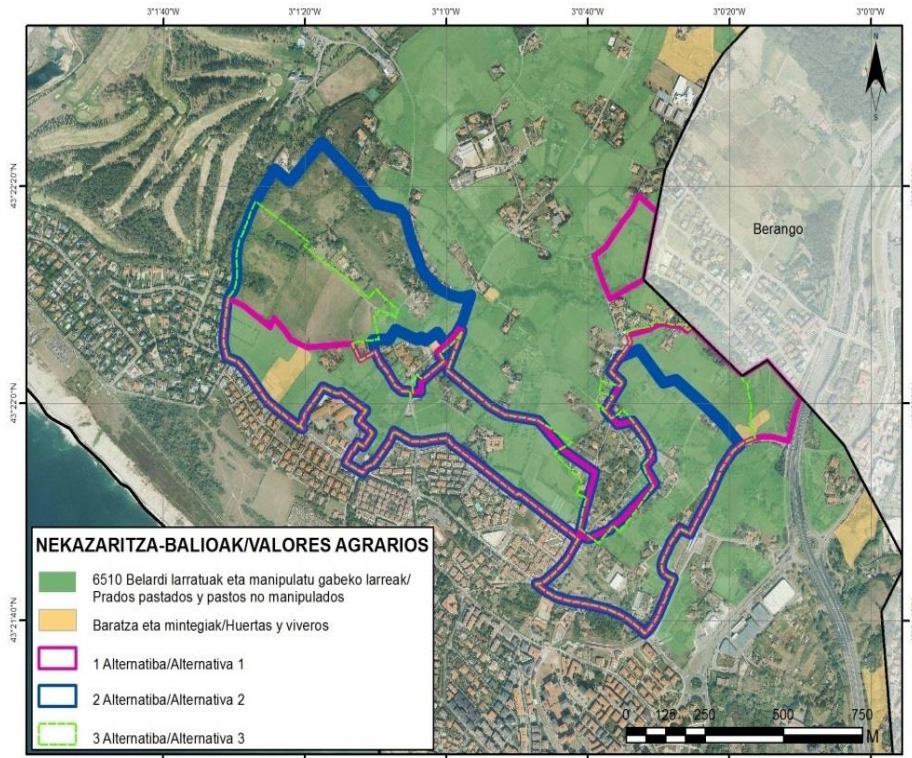 3°1'40"W 3°1'20"W 3°1'0"W 3°0'40"W 3°0'20"W 3°0'0"W
N
S
43°22'20"N
43°22'0"N
43°21'40"N
Berango
NEKAZARITZA-BALIOAK/VALORES AGRARIOS
6510 Belardi larratuak eta manipulatu gabeko larreak/
Prados pastados y pastos no manipulados
Baratza eta mintegiak/Huertas y viveros
1 Alternatiba/Alternativa 1
2 Alternatiba/Alternativa 2
3 Alternatiba/Alternativa 3
0 125 250 500 750
M